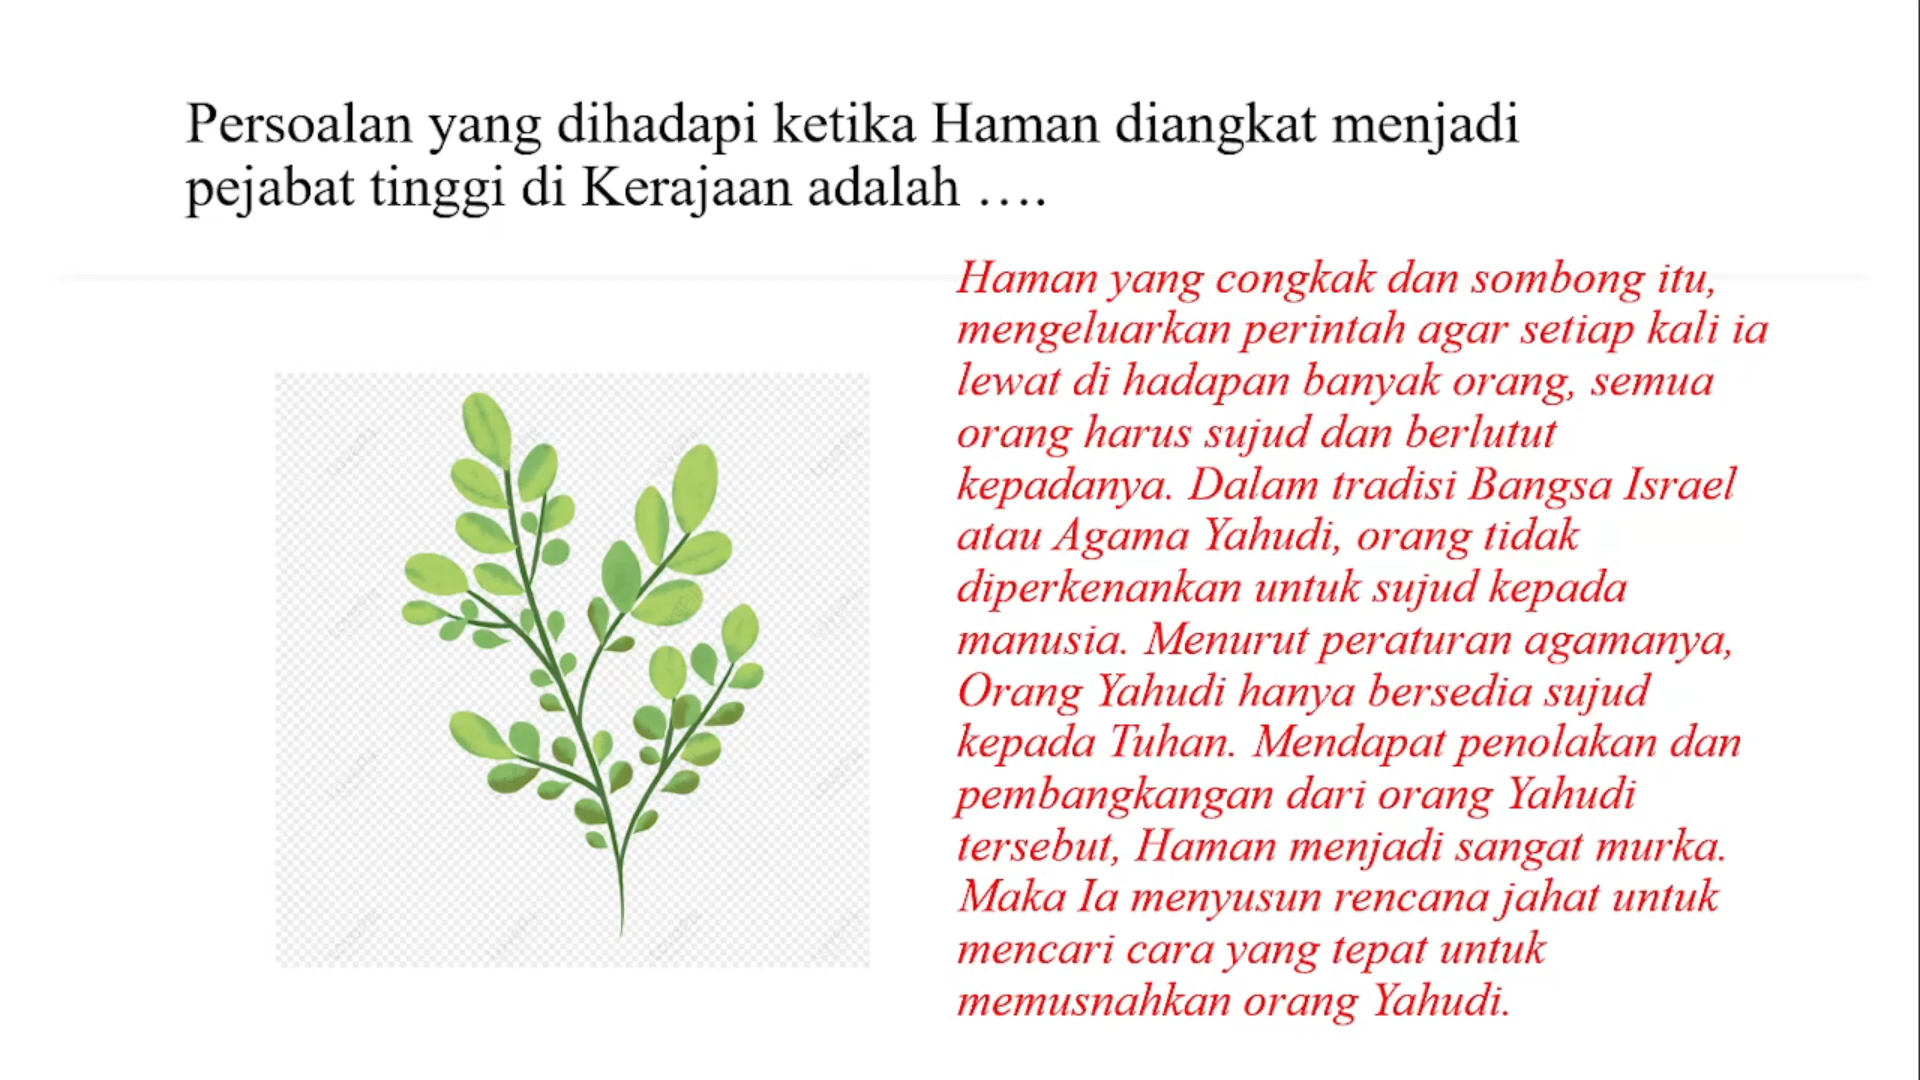 Persoalan yang dihadapi ketika Haman diangkat menjadi
pejabat tinggi di Kerajaan adalah ….
Haman yang congkak dan sombong itu,
mengeluarkan perintah agar setiap kali ia
lewat di hadapan banyak orang, semua
orang harus sujud dan berlutut
kepadanya. Dalam tradisi Bangsa Israel
atau Agama Yahudi, orang tidak
diperkenankan untuk sujud kepada
manusia. Menurut peraturan agamanya,
Orang Yahudi hanya bersedia sujud
kepada Tuhan. Mendapat penolakan dan
pembangkangan dari orang Yahudi
tersebut, Haman menjadi sangat murka.
Maka Ia menyusun rencana jahat untuk
mencari cara yang tepat untuk
memusnahkan orang Yahudi.